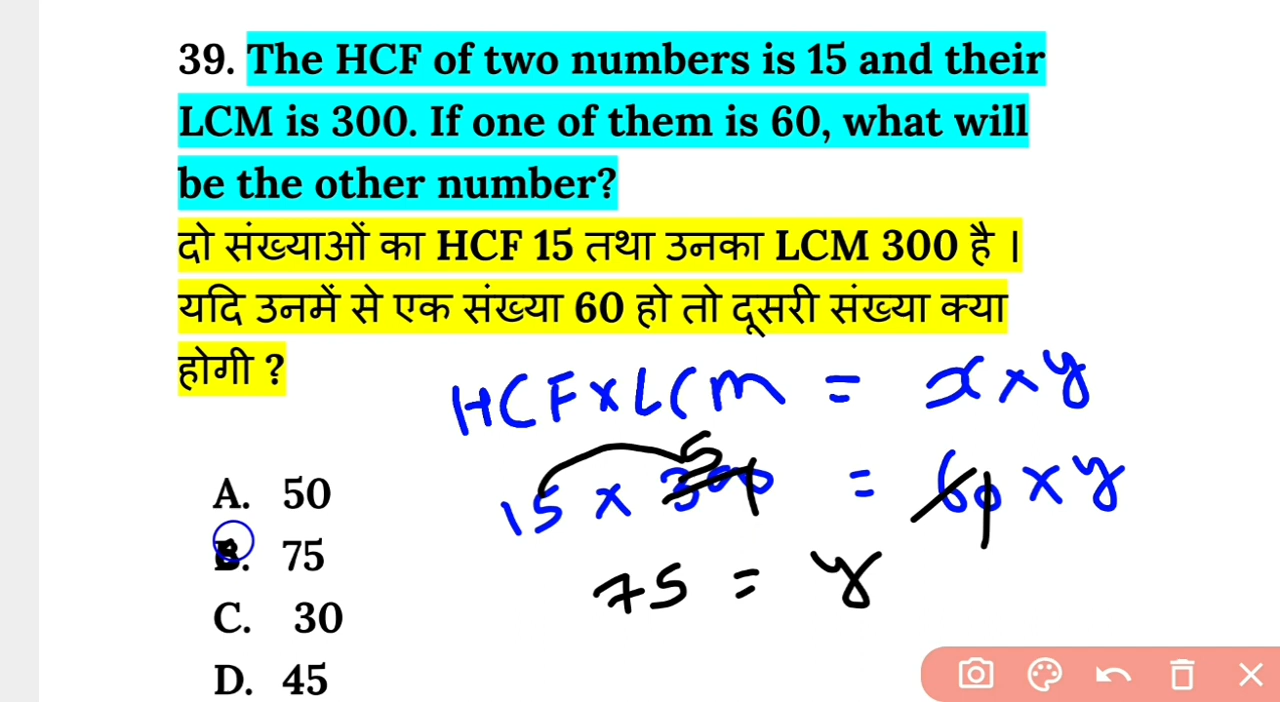 39. The HCF of two numbers is 15 and their
LCM is 300. If one of them is 60, what will
be the other number?
दो संख्याओं का HCF 15 तथा उनका LCM 300 है ।
यदि उनमें से एक संख्या 60 हो तो दूसरी संख्या क्या
होगी ?
HCF x LCM = x x y
5
15 x 300 = 60 x y
75 = y
A. 50
B. 75
C. 30
D. 45